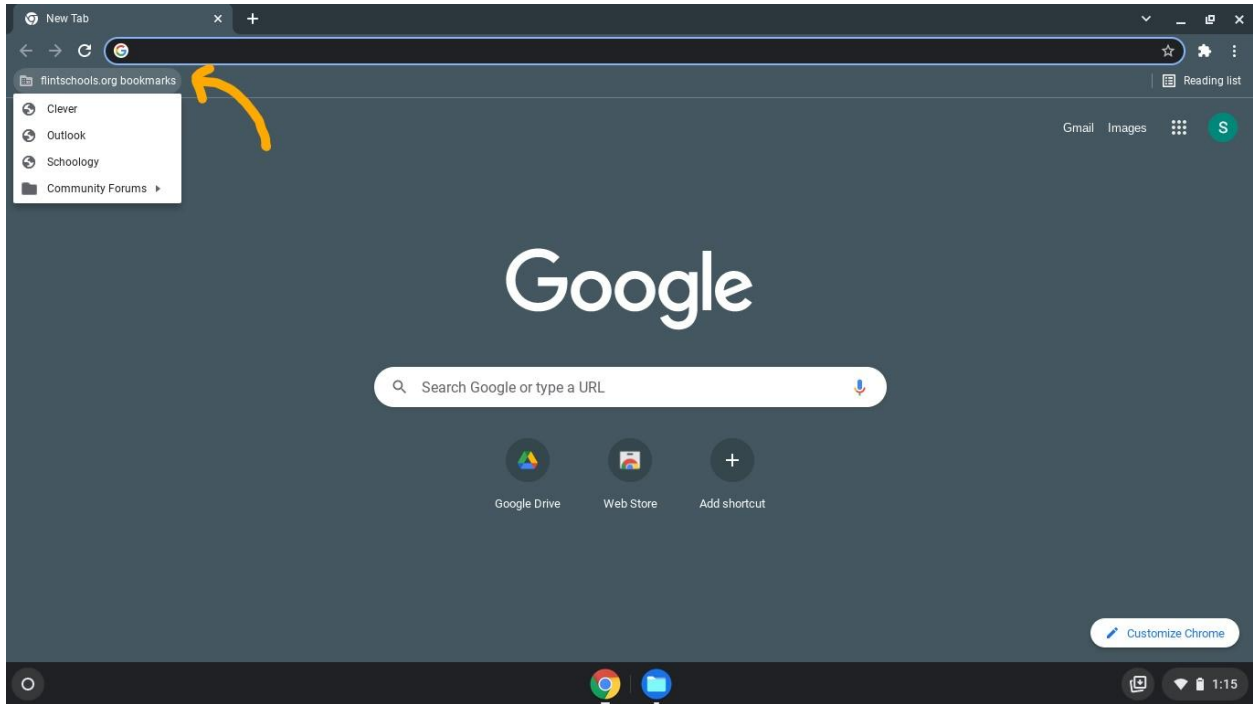 New Tab
flintschools.org bookmarks
Reading list
Clever
Outlook
Schoology
Community Forums
Gmail Images
S
Google
Search Google or type a URL
Google Drive Web Store Add shortcut
Customize Chrome
1:15